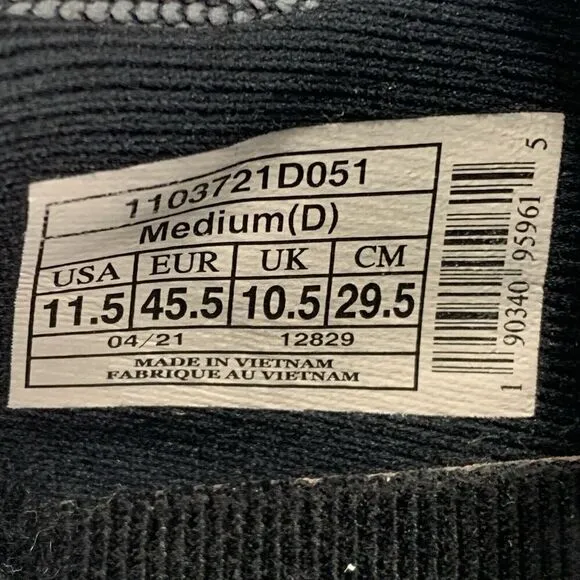 1103721D051
Medium(D)
USA EUR UK CM
11.5 45.5 10.5 29.5
04/21 12829
MADE IN VIETNAM
FABRIQUE AU VIETNAM
1 90340 95961 5